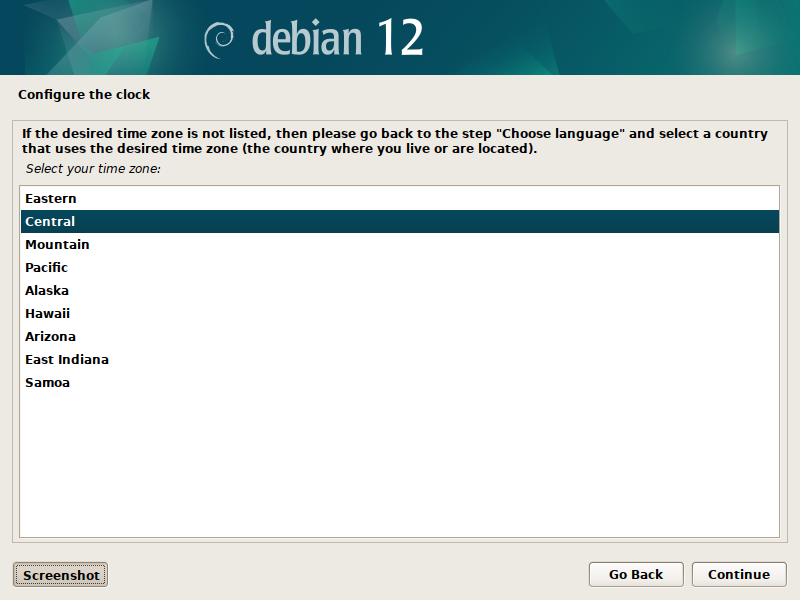 debian 12
Configure the clock
If the desired time zone is not listed, then please go back to the step "Choose language" and select a country
that uses the desired time zone (the country where you live or are located).
Select your time zone:
Eastern
Central
Mountain
Pacific
Alaska
Hawaii
Arizona
East Indiana
Samoa
Screenshot
Go Back
Continue